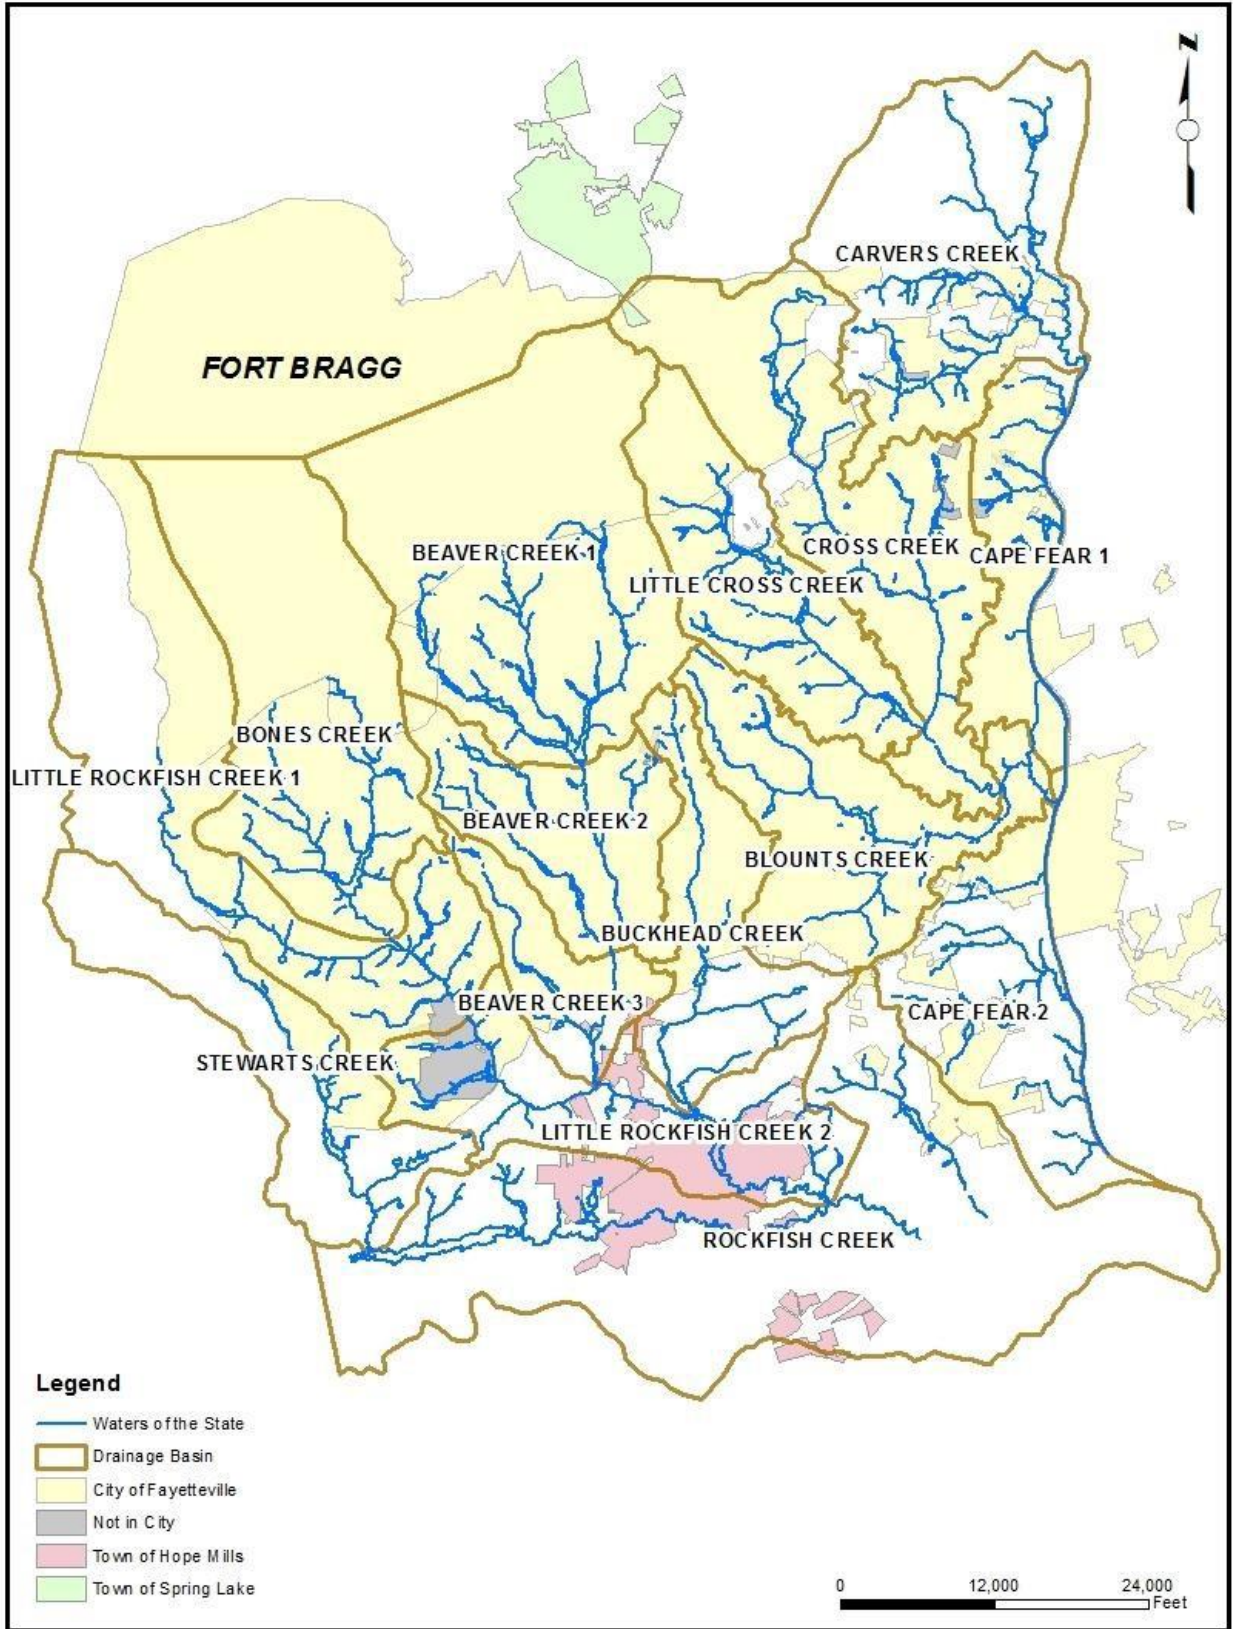 N
CARVERS CREEK
FORT BRAGG
BEAVER CREEK 1
CROSS CREEK
CAPE FEAR 1
LITTLE CROSS CREEK
BONES CREEK
LITTLE ROCKFISH CREEK 1
BEAVER CREEK 2
BLOUNTS CREEK
BUCKHEAD CREEK
BEAVER CREEK 3
CAPE FEAR 2
STEWARTS CREEK
LITTLE ROCKFISH CREEK 2
ROCKFISH CREEK
Legend
Waters of the State
Drainage Basin
City of Fayetteville
Not in City
Town of Hope Mills
Town of Spring Lake
0 12,000 24,000
Feet